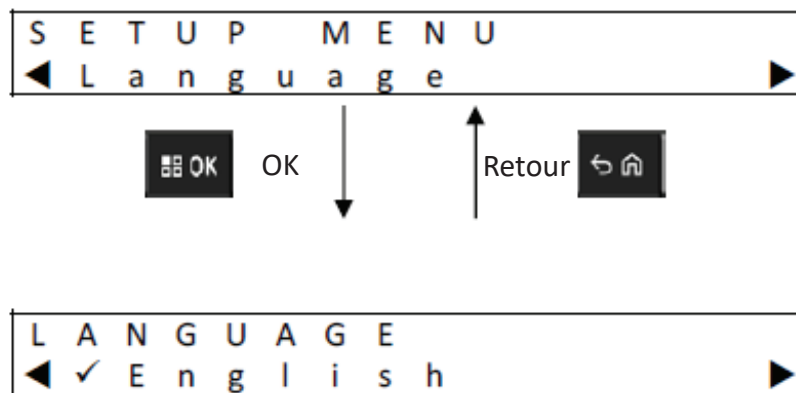 SETUP MENU
◀ Language ▶
OK OK Retour
LANGUAGE
◀ ✓ English ▶